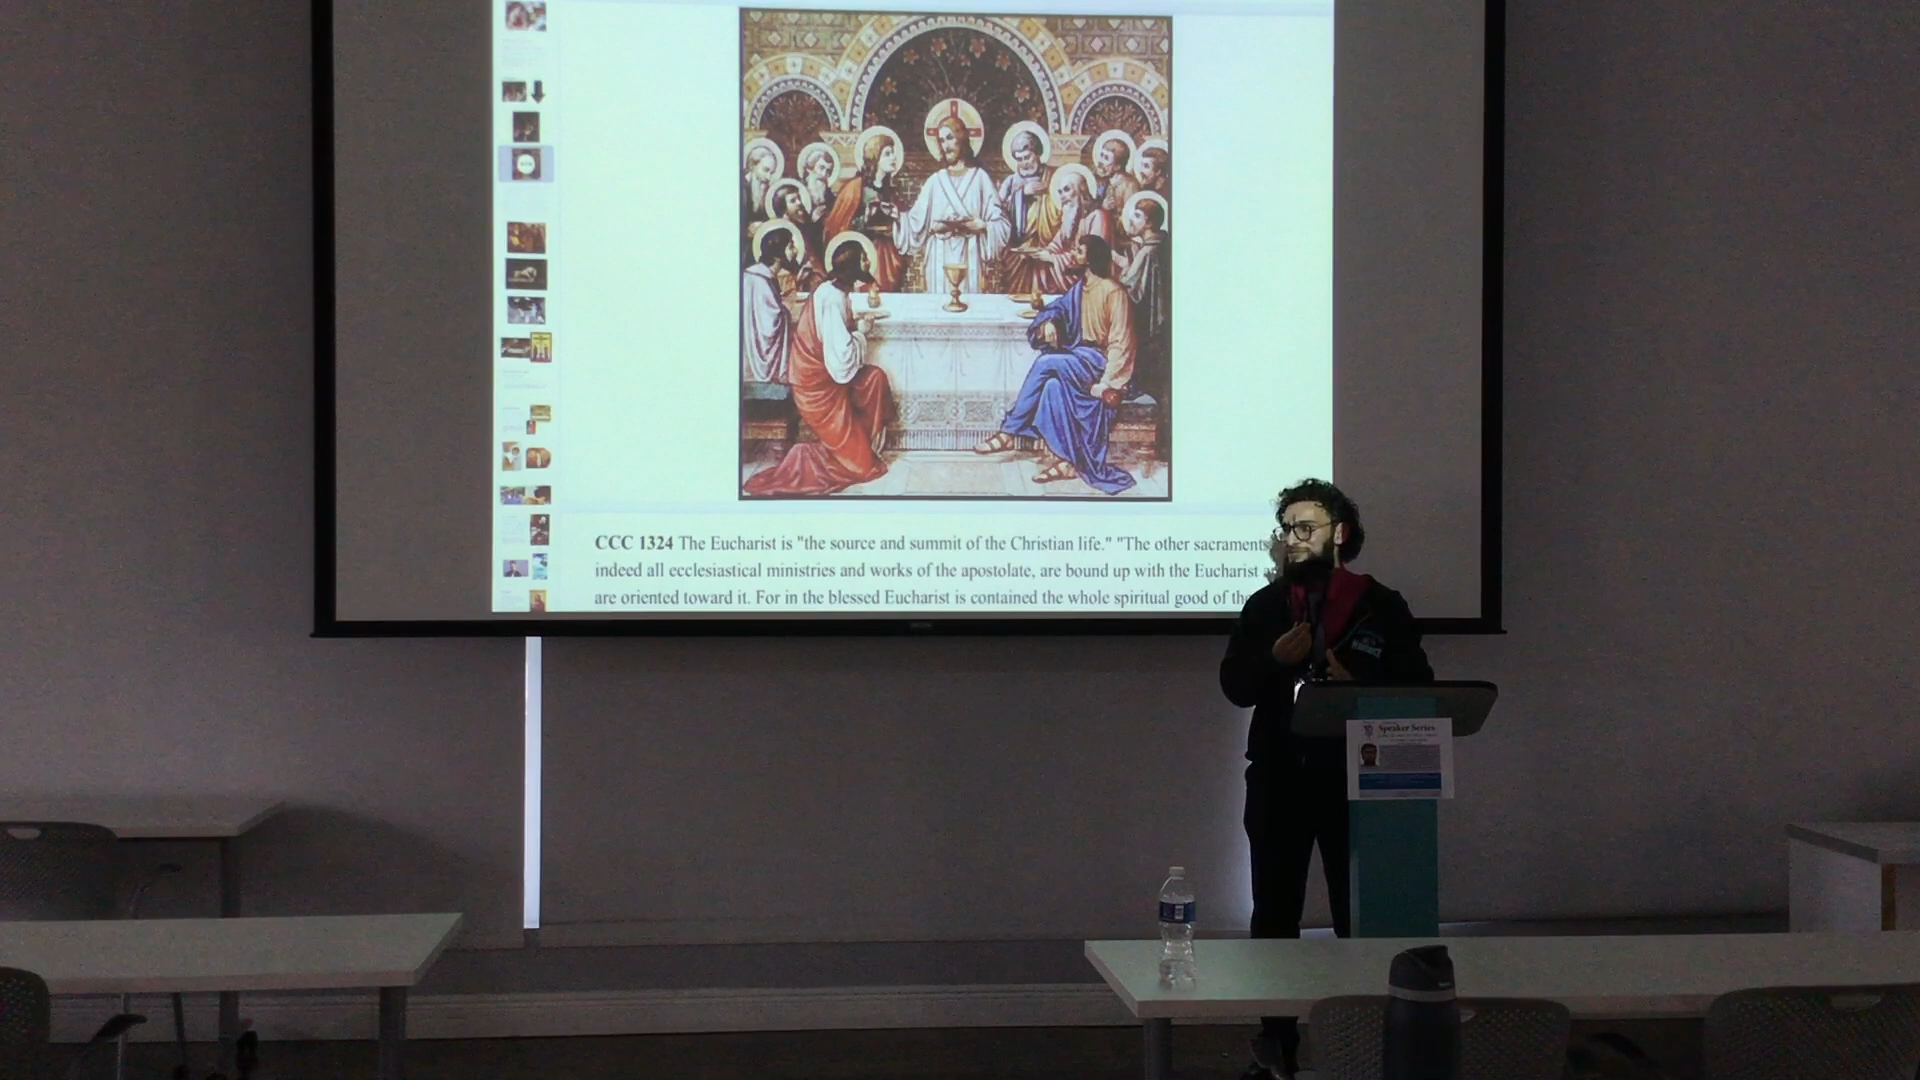 CCC 1324 The Eucharist is "the source and summit of the Christian life." "The other sacraments
indeed all ecclesiastical ministries and works of the apostolate, are bound up with the Eucharist
are oriented toward it. For in the blessed Eucharist is contained the whole spiritual good of the
Speaker Series